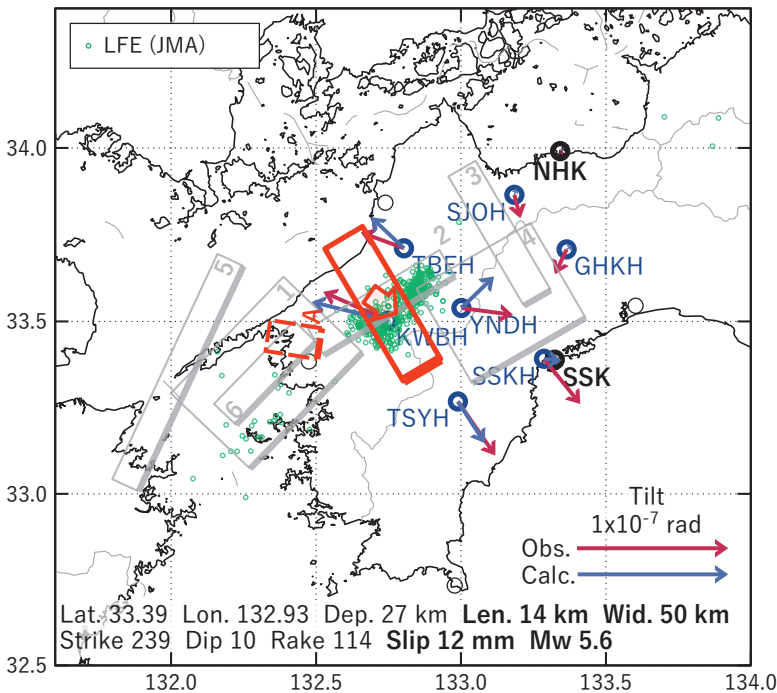 LFE (JMA)
34.0
33.5
33.0
32.5
132.0
132.5
133.0
133.5
134.0
NHK
SJOH
3
4
GHKH
2
TBEH
5
1
A
YNDH
KWBH
SSKH
SSK
6
TSYH
Tilt
1x10⁻⁷ rad
Obs.
Calc.
Lat. 33.39 Lon. 132.93 Dep. 27 km Len. 14 km Wid. 50 km
Strike 239 Dip 10 Rake 114 Slip 12 mm Mw 5.6